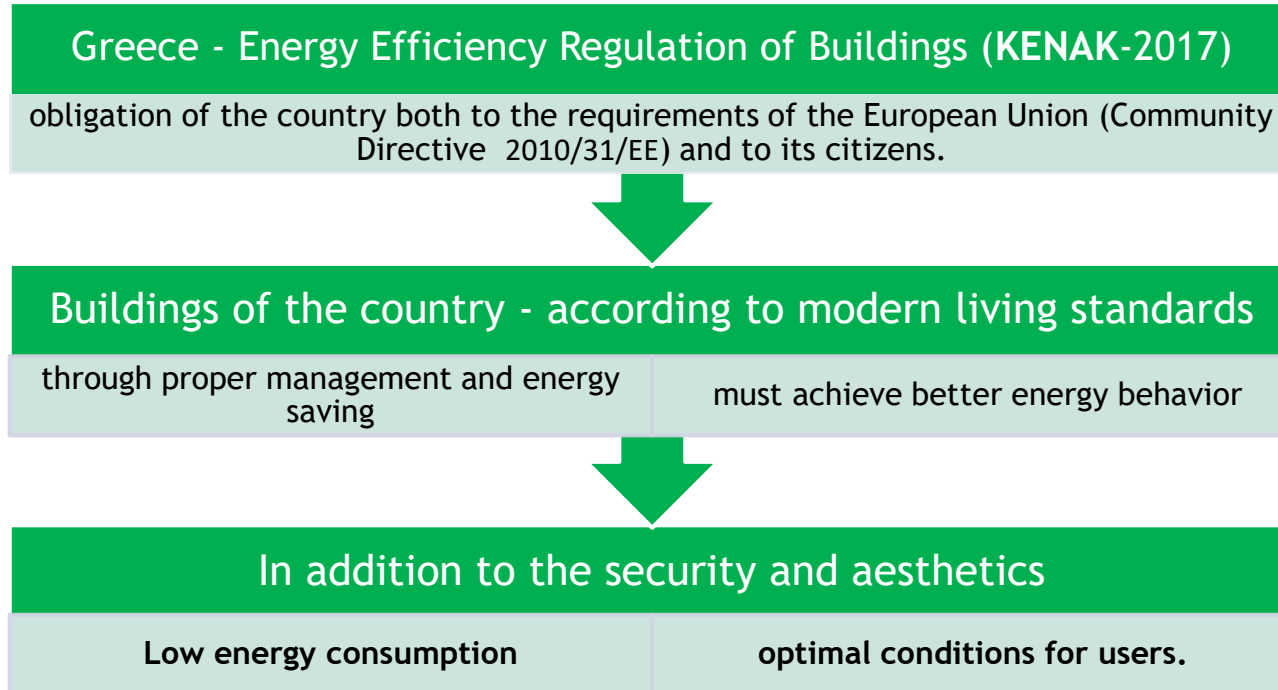 Greece - Energy Efficiency Regulation of Buildings (KENAK-2017)
obligation of the country both to the requirements of the European Union (Community
Directive  2010/31/EE) and to its citizens.
Buildings of the country - according to modern living standards
through proper management and energy
saving
must achieve better energy behavior
In addition to the security and aesthetics
Low energy consumption
optimal conditions for users.